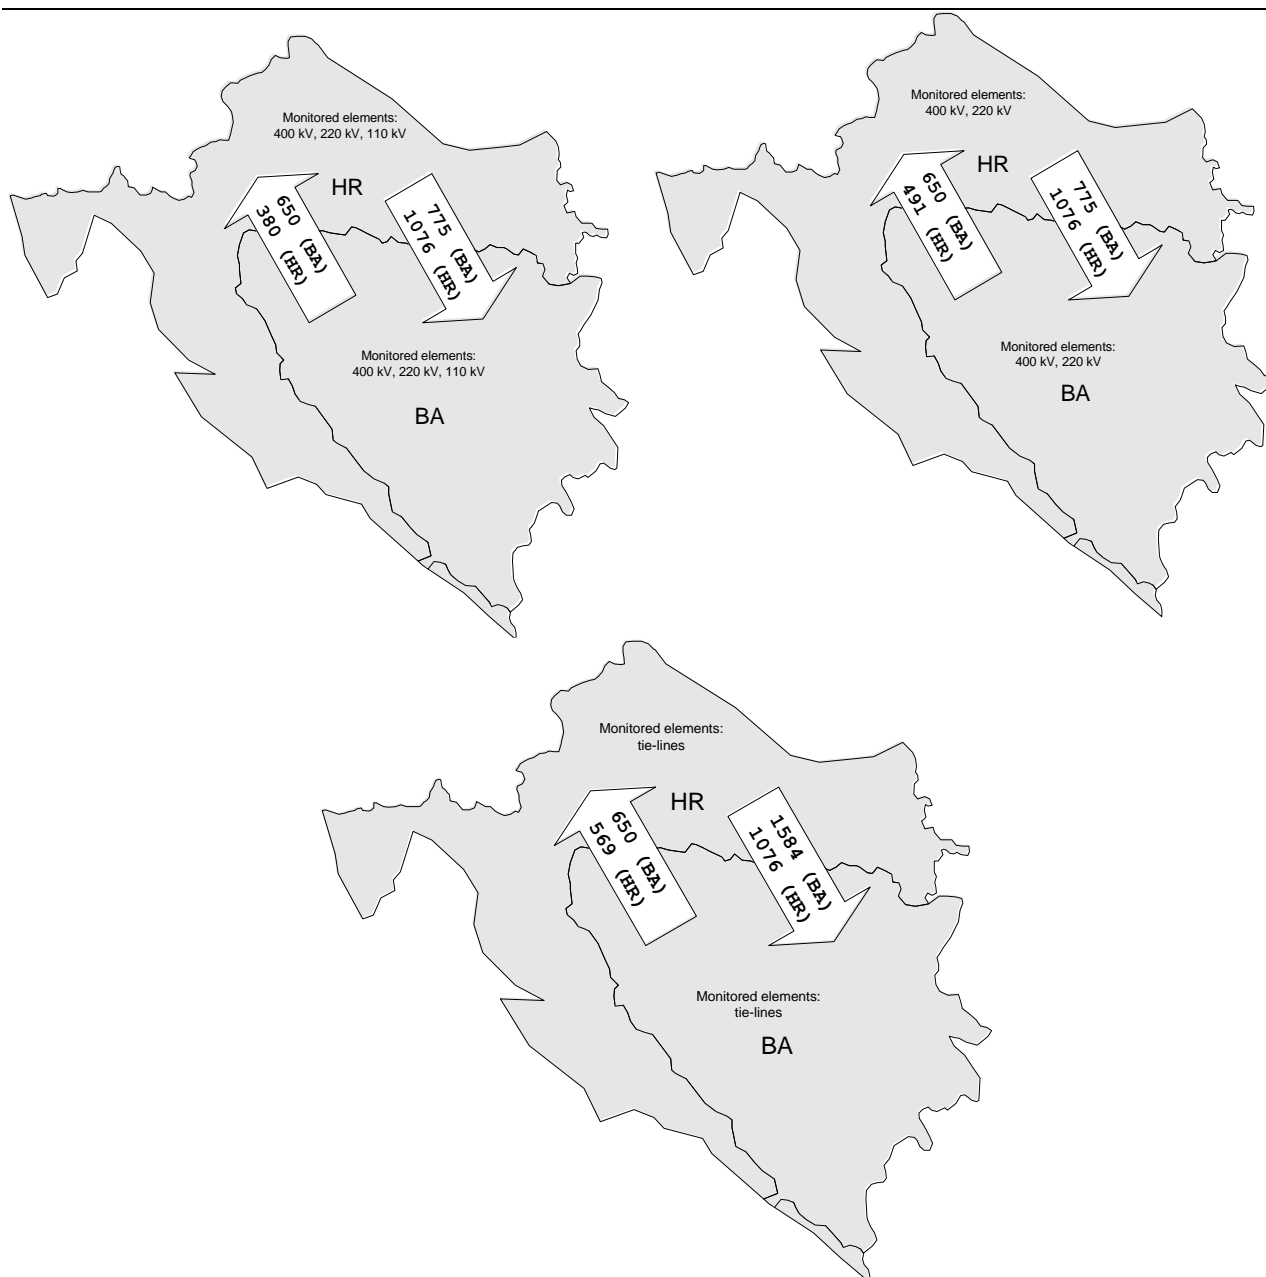 Monitored elements:
400 kV, 220 kV, 110 kV
HR
650 (BA)
380 (HR)
775 (BA)
1076 (HR)
Monitored elements:
400 kV, 220 kV, 110 kV
BA
Monitored elements:
400 kV, 220 kV
HR
650 (BA)
491 (HR)
775 (BA)
1076 (HR)
Monitored elements:
400 kV, 220 kV
BA
Monitored elements:
tie-lines
HR
650 (BA)
569 (HR)
1584 (BA)
1076 (HR)
Monitored elements:
tie-lines
BA